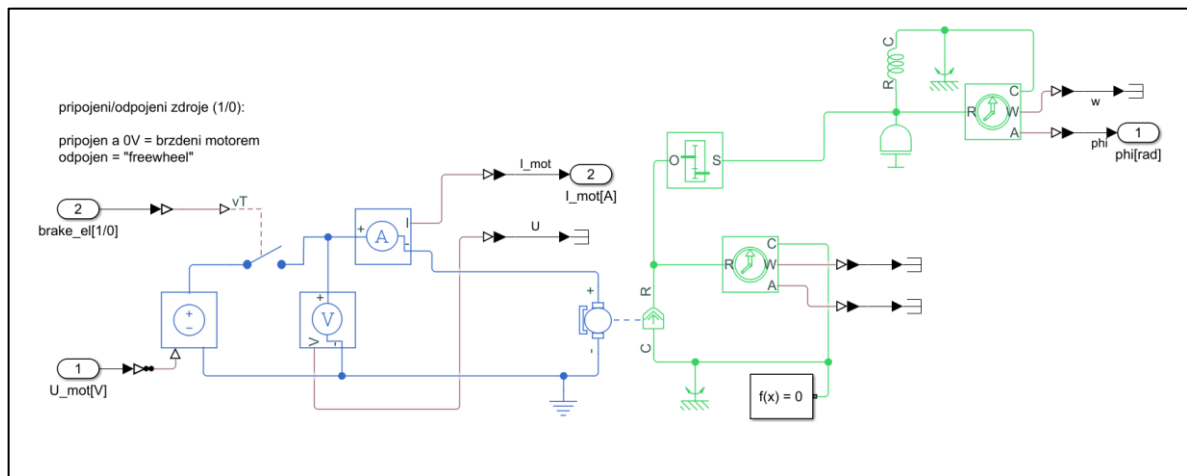 pripojeni/odpojeni zdroje (1/0):
pripojen a 0V = brzdeni motorem
odpojen = "freewheel"
2
brake_el[1/0]
vT
1
U_mot[V]
+
-
+
A
I
-
+
V
V
-
I_mot
2
I_mot[A]
U
+
-
R
C
O
S
R
C
W
A
f(x) = 0
C
R
R
C
W
A
w
phi
1
phi[rad]